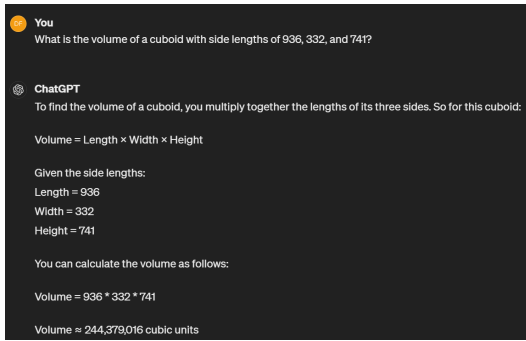 DF You
What is the volume of a cuboid with side lengths of 936, 332, and 741?
ChatGPT
To find the volume of a cuboid, you multiply together the lengths of its three sides. So for this cuboid:
Volume = Length × Width × Height
Given the side lengths:
Length = 936
Width = 332
Height = 741
You can calculate the volume as follows:
Volume = 936 * 332 * 741
Volume ≈ 244,379,016 cubic units